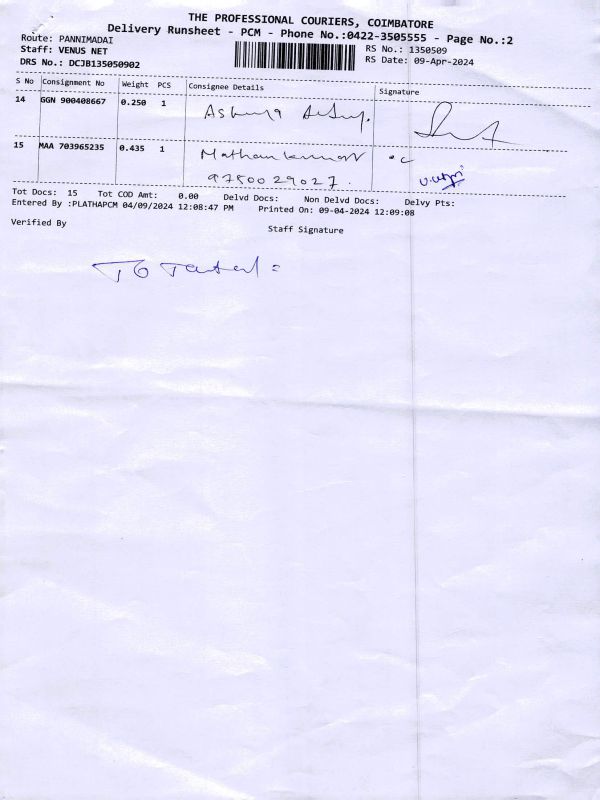 THE PROFESSIONAL COURIERS, COIMBATORE
Delivery Runsheet - PCM - Phone No.:0422-3505555 - Page No.:2
Route: PANNIMADAI
Staff: VENUS NET
DRS No.: DCJB135050902
RS No.: 1350509
RS Date: 09-Apr-2024
S No Consignment No Weight PCS Consignee Details Signature
14 GGN 900408667 0.250 1
15 MAA 703965235 0.435 1 Mathankumar
9750029027.
Tot Docs: 15 Tot COD Amt: 0.00 Delvd Docs: Non Delvd Docs: Delvy Pts:
Entered By :PLATHAPCM 04/09/2024 12:08:47 PM Printed On: 09-04-2024 12:09:08
Verified By
Staff Signature